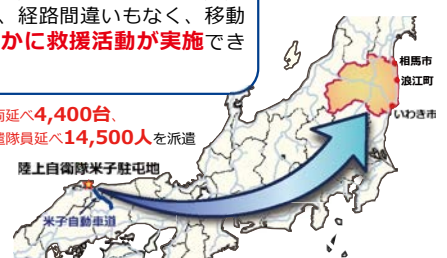 、経路間違いもなく、移動
かに救援活動が実施でき
延べ4,400台、
隊員延べ14,500人を派遣
相馬市
浪江町
いわき市
陸上自衛隊米子駐屯地
米子自動車道